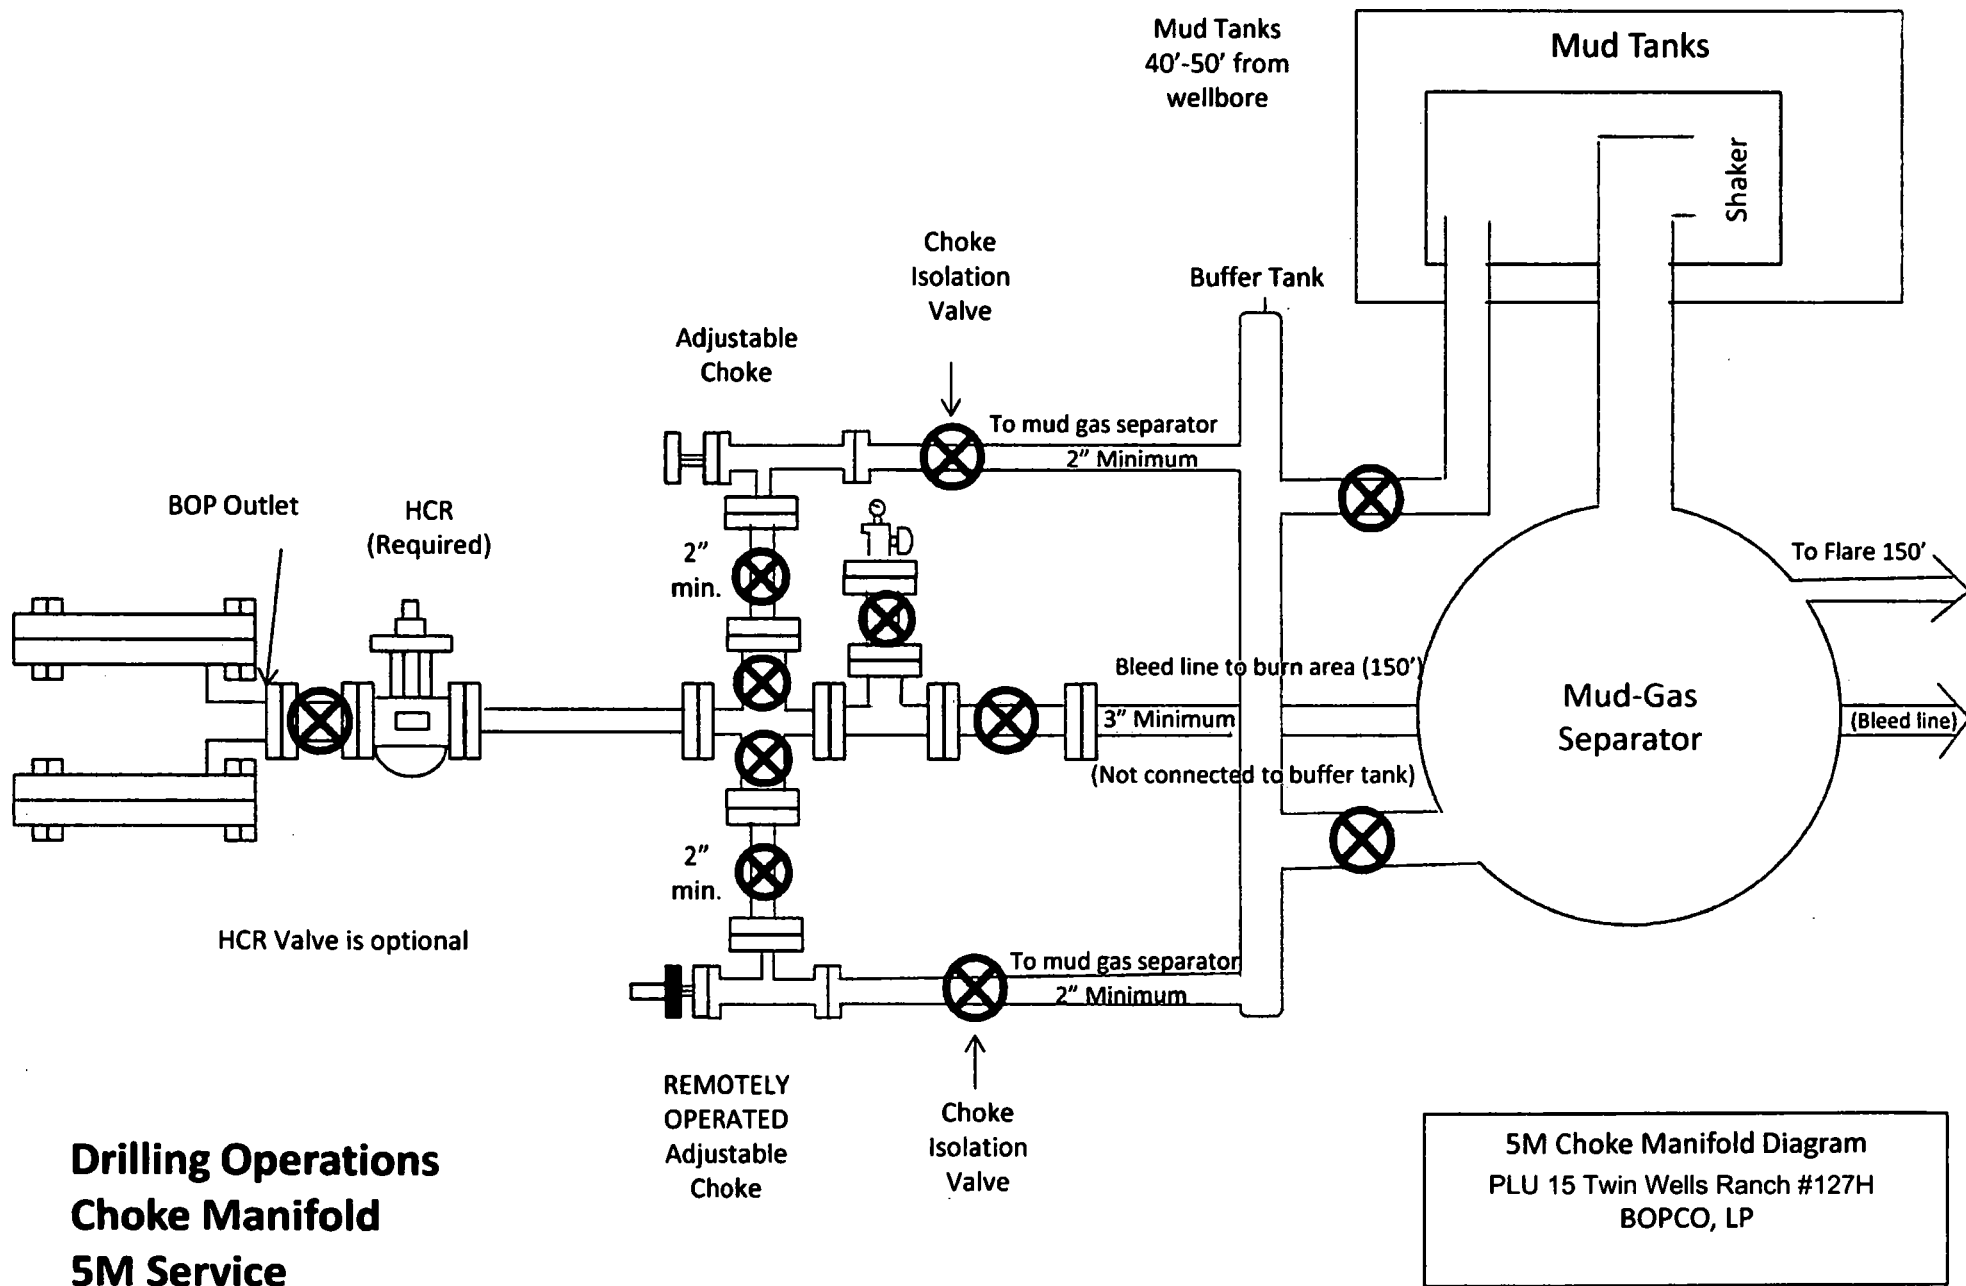 Mud Tanks
40'-50' from
wellbore
Mud Tanks
Shaker
Choke
Isolation
Valve
Buffer Tank
Adjustable
Choke
To mud gas separator
2" Minimum
BOP Outlet
HCR
(Required)
2"
min.
To Flare 150'
Bleed line to burn area (150')
3" Minimum
(Not connected to buffer tank)
Mud-Gas
Separator
(Bleed line)
2"
min.
HCR Valve is optional
To mud gas separator
2" Minimum
REMOTELY
OPERATED
Adjustable
Choke
Choke
Isolation
Valve
Drilling Operations
Choke Manifold
5M Service
5M Choke Manifold Diagram
PLU 15 Twin Wells Ranch #127H
BOPCO, LP